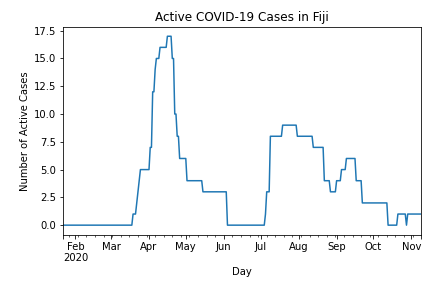 Active COVID-19 Cases in Fiji
Number of Active Cases
17.5
15.0
12.5
10.0
7.5
5.0
2.5
0.0
Feb Mar Apr May Jun Jul Aug Sep Oct Nov
2020
Day